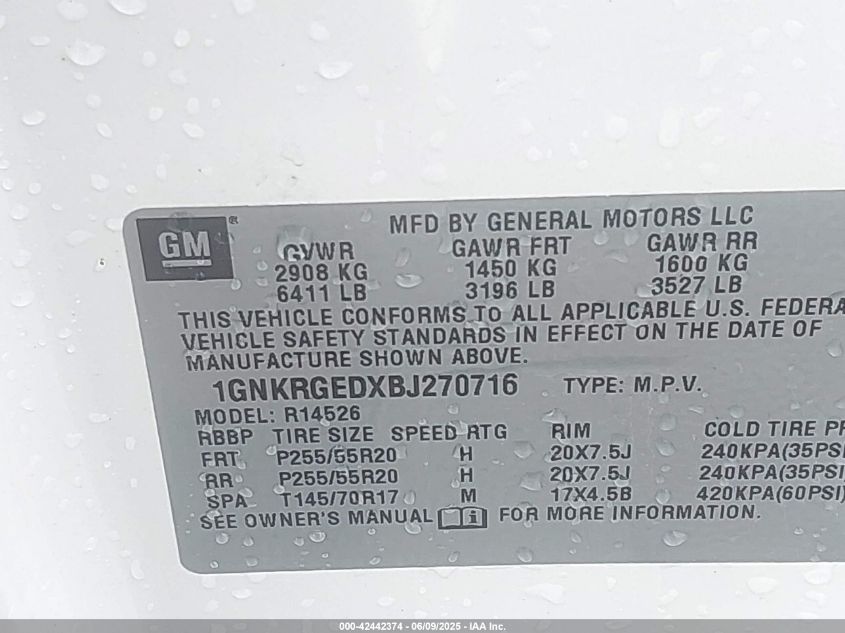 GM®
MFD BY GENERAL MOTORS LLC
GVWR GAWR FRT GAWR RR
2908 KG 1450 KG 1600 KG
6411 LB 3196 LB 3527 LB
THIS VEHICLE CONFORMS TO ALL APPLICABLE U.S. FEDERA
VEHICLE SAFETY STANDARDS IN EFFECT ON THE DATE OF
MANUFACTURE SHOWN ABOVE.
1GNKRGEDXBJ270716 TYPE: M.P.V.
MODEL: R14526
RBBP TIRE SIZE SPEED RTG RIM COLD TIRE PR
FRT P255/55R20 H 20X7.5J 240KPA(35PSI
RR P255/55R20 H 20X7.5J 240KPA(35PSI
SPA T145/70R17 M 17X4.5B 420KPA(60PSI)
SEE OWNER'S MANUAL i FOR MORE INFORMATION.
000-42442374 - 06/09/2025 - IAA Inc.